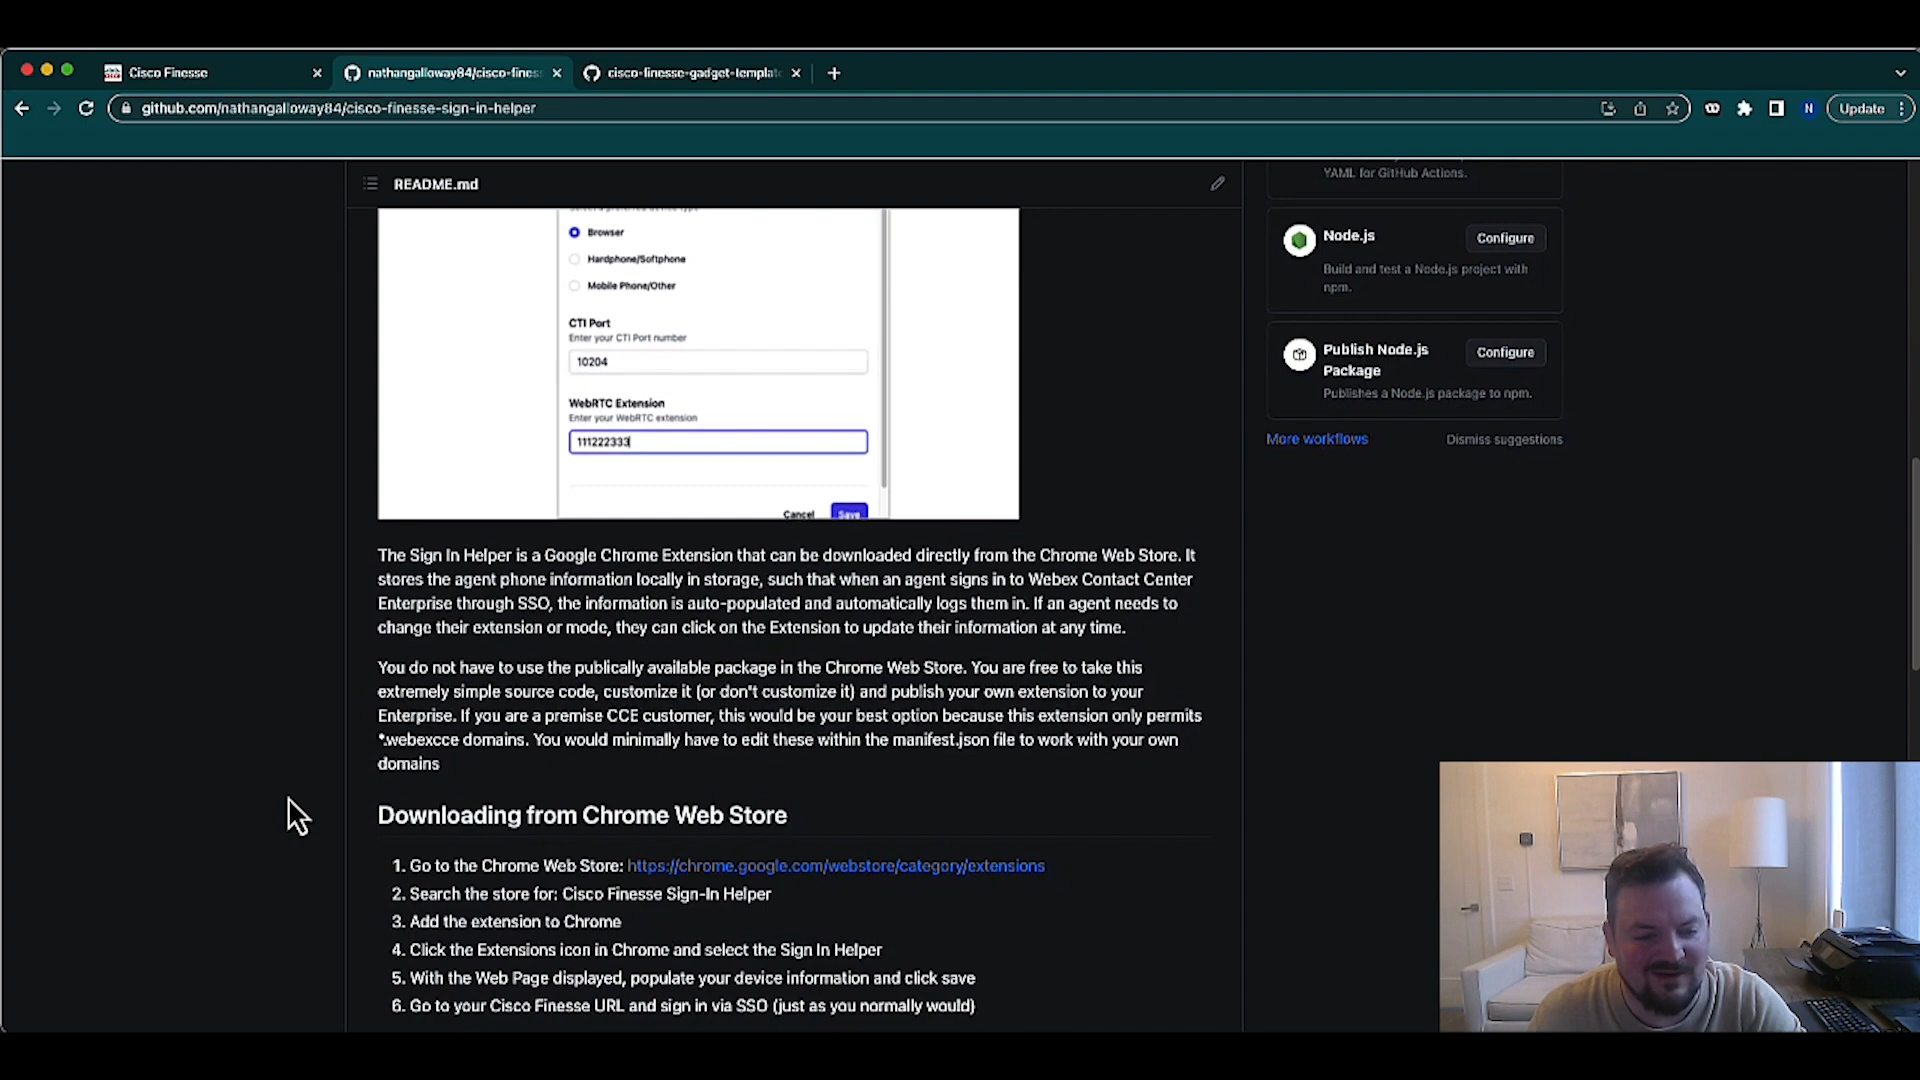 Cisco Finesse
nathangalloway84/cisco-fines
cisco-finesse-gadget-templat
github.com/nathangalloway84/cisco-finesse-sign-in-helper
N
Update
README.md
Browser
Hardphone/Softphone
Mobile Phone/Other
CTI Port
Enter your CTI Port number
10204
WebRTC Extension
Enter your WebRTC extension
111222333
Cancel
Save
The Sign In Helper is a Google Chrome Extension that can be downloaded directly from the Chrome Web Store. It
stores the agent phone information locally in storage, such that when an agent signs in to Webex Contact Center
Enterprise through SSO, the information is auto-populated and automatically logs them in. If an agent needs to
change their extension or mode, they can click on the Extension to update their information at any time.
You do not have to use the publically available package in the Chrome Web Store. You are free to take this
extremely simple source code, customize it (or don't customize it) and publish your own extension to your
Enterprise. If you are a premise CCE customer, this would be your best option because this extension only permits
*.webexcce domains. You would minimally have to edit these within the manifest.json file to work with your own
domains
Downloading from Chrome Web Store
1. Go to the Chrome Web Store: https://chrome.google.com/webstore/category/extensions
2. Search the store for: Cisco Finesse Sign-In Helper
3. Add the extension to Chrome
4. Click the Extensions icon in Chrome and select the Sign In Helper
5. With the Web Page displayed, populate your device information and click save
6. Go to your Cisco Finesse URL and sign in via SSO (just as you normally would)
YAML for GitHub Actions.
Node.js
Configure
Build and test a Node.js project with
npm.
Publish Node.js
Package
Configure
Publishes a Node.js package to npm.
More workflows
Dismiss suggestions